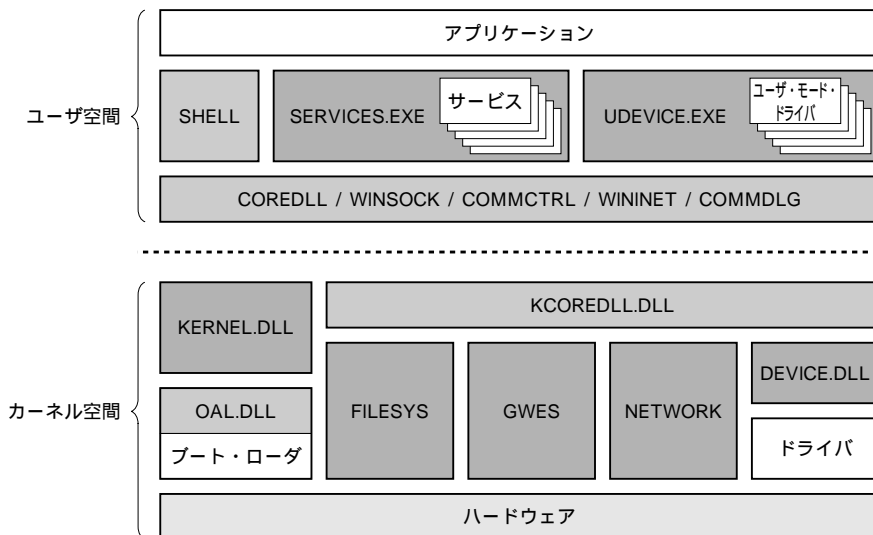 アプリケーション
ユーザ空間
SHELL
SERVICES.EXE
サービス
UDEVICE.EXE
ユーザ・モード・
ドライバ
COREDLL / WINSOCK / COMMCTRL / WININET / COMMDLG
カーネル空間
KERNEL.DLL
KCOREDLL.DLL
OAL.DLL
ブート・ローダ
FILESYS
GWES
NETWORK
DEVICE.DLL
ドライバ
ハードウェア